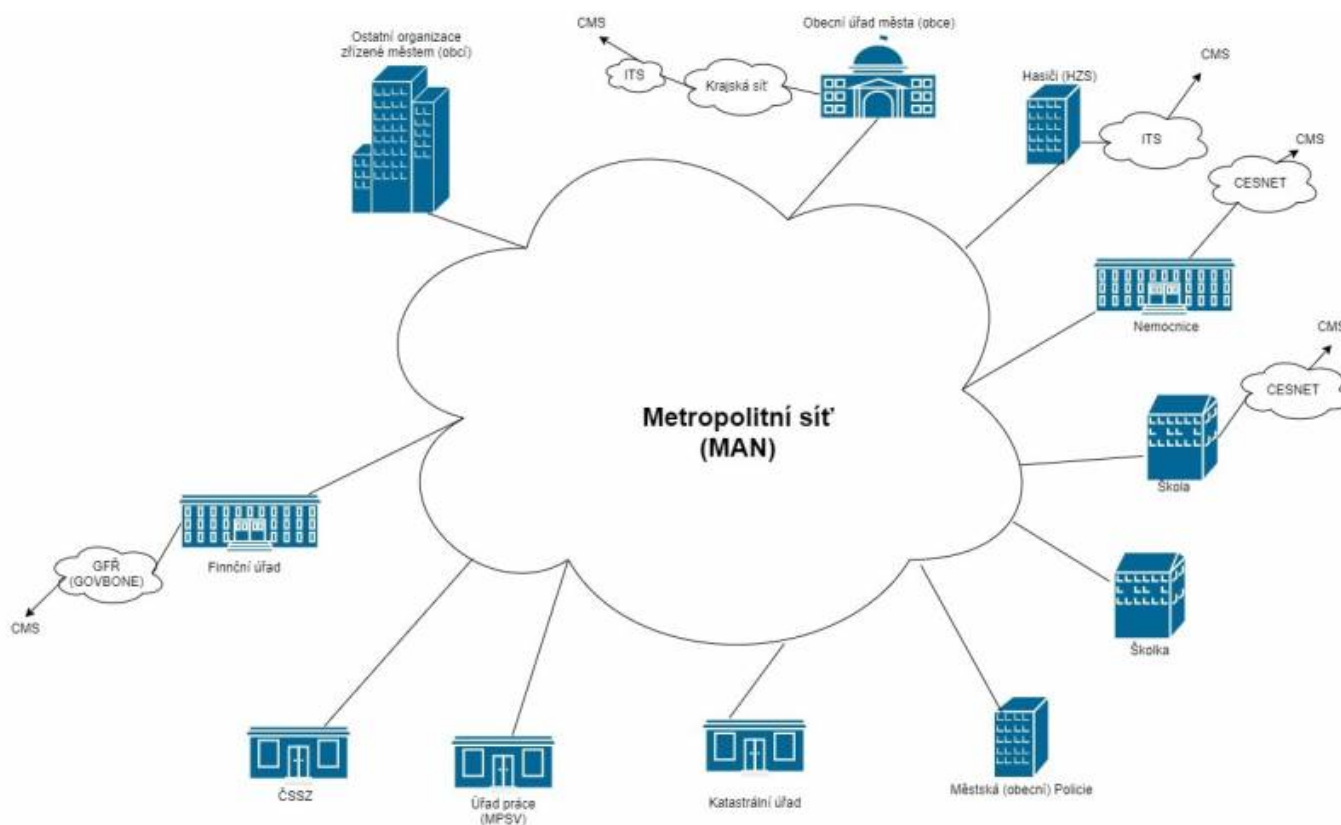 CMS
Obecní úřad města (obce)
Ostatní organizace
zřízené městem (obcí)
ITS
Krajská síť
Hasiči (HZS)
CMS
ITS
CMS
CESNET
Nemocnice
CMS
CESNET
Metropolitní síť
(MAN)
Škola
Finnční úřad
GFŘ
(GOVBONE)
CMS
Školka
ČSSZ
Úřad práce
(MPSV)
Katastrální úřad
Městská (obecní) Policie